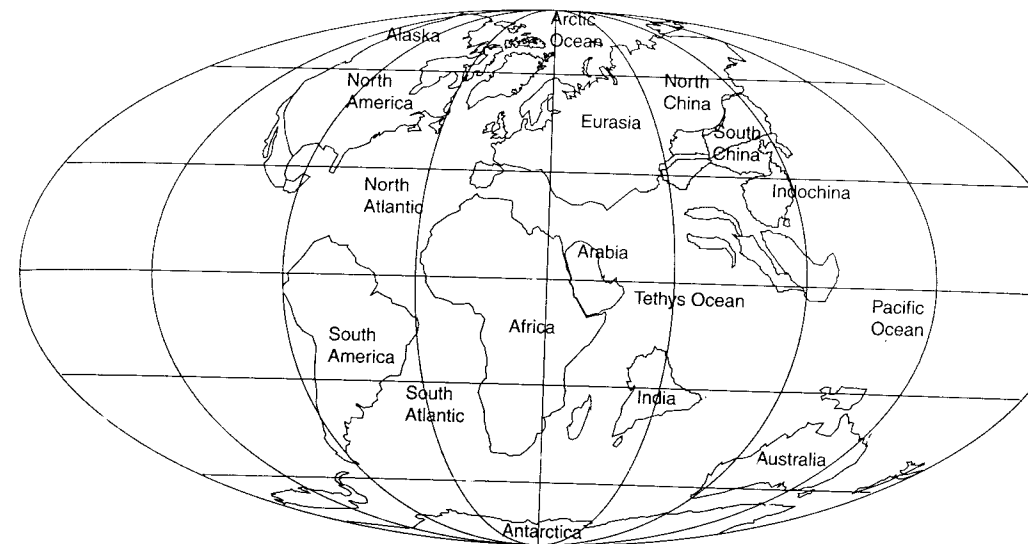 Arctic
Ocean
Alaska
North
America
North
China
Eurasia
South
China
North
Atlantic
Indochina
Arabia
Tethys Ocean
Pacific
Ocean
Africa
South
America
South
Atlantic
India
Australia
Antarctica